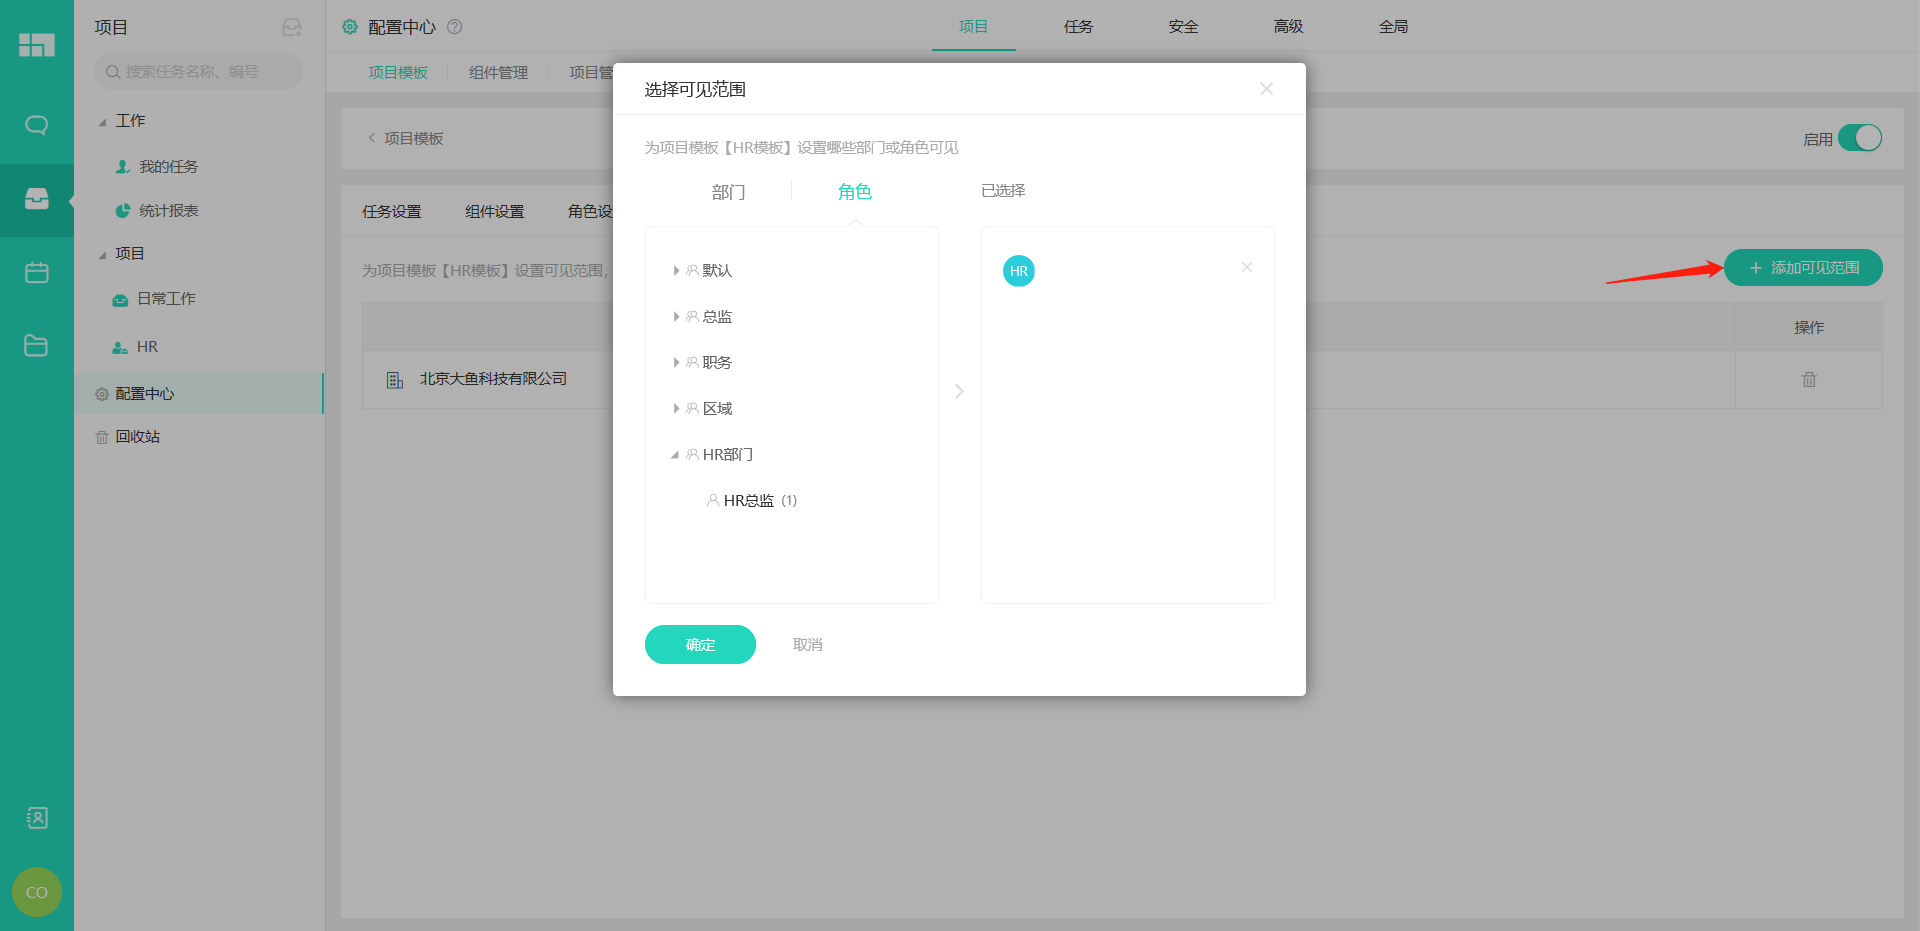 项目
搜索任务名称、编号
工作
我的任务
统计报表
项目
日常工作
HR
配置中心
回收站
CO
配置中心
项目
任务
安全
高级
全局
项目模板
组件管理
项目管
项目模板
启用
任务设置
组件设置
角色设
为项目模板【HR模板】设置可见范围，
添加可见范围
操作
北京大鱼科技有限公司
选择可见范围
为项目模板【HR模板】设置哪些部门或角色可见
部门
角色
已选择
默认
总监
职务
区域
HR部门
HR总监 (1)
HR
确定
取消